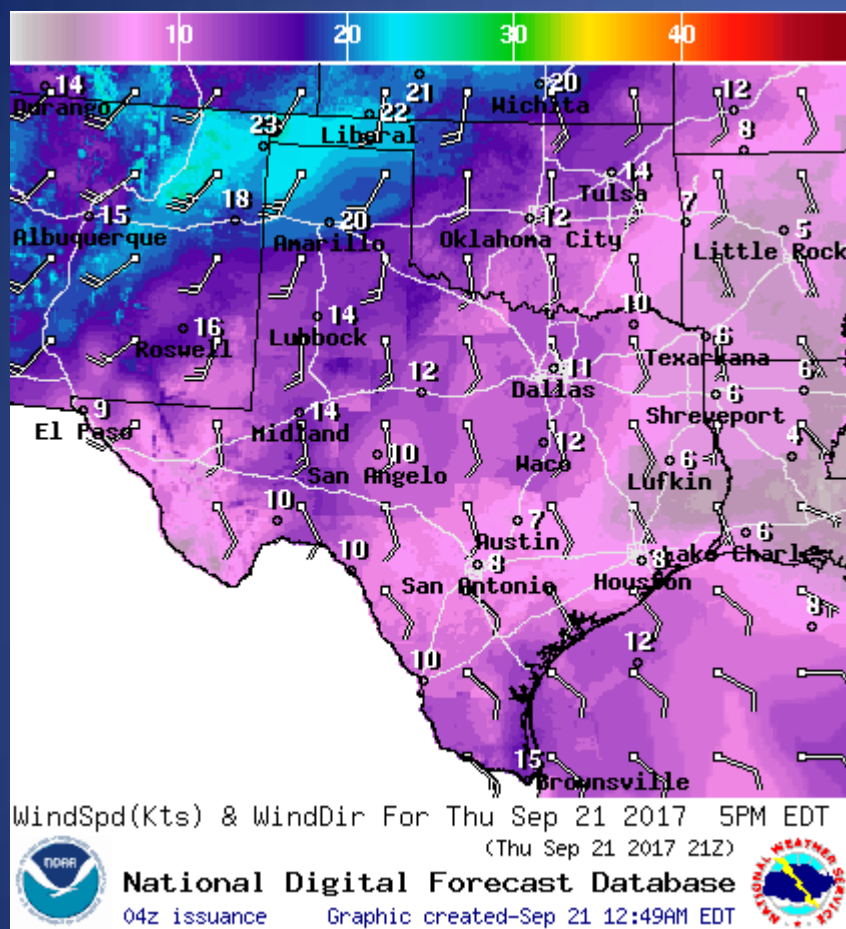 10 20 30 40
14 21 20 12
Durango Wichita
22
Liberal
23 8
14
Tulsa
15 18 20 12 7 5
Albuquerque Amarillo Oklahoma City Little Rock
16 14 10 6
Roswell Lubbock Texarkana
12 11 6
Dallas
9 14 6
El Paso Midland Shreveport
10 12 6 4
San Angelo Waco Lufkin
10 7 6
Austin Lake Charles
10 8 8
San Antonio Houston
8
12
10
15
Brownsville
WindSpd(Kts) & WindDir For Thu Sep 21 2017 5PM EDT
(Thu Sep 21 2017 21Z)
NOAA
National Digital Forecast Database
04z issuance Graphic created-Sep 21 12:49AM EDT
NATIONAL WEATHER SERVICE